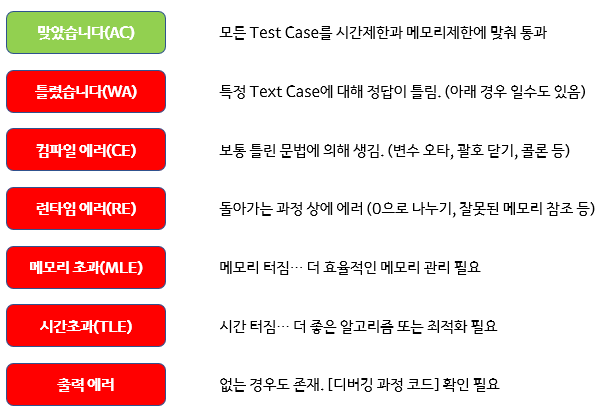 맞았습니다(AC) 모든 Test Case를 시간제한과 메모리제한에 맞춰 통과
틀렸습니다(WA) 특정 Text Case에 대해 정답이 틀림. (아래 경우 일수도 있음)
컴파일 에러(CE) 보통 틀린 문법에 의해 생김. (변수 오타, 괄호 닫기, 콜론 등)
런타임 에러(RE) 돌아가는 과정 상에 에러 (0으로 나누기, 잘못된 메모리 참조 등)
메모리 초과(MLE) 메모리 터짐… 더 효율적인 메모리 관리 필요
시간초과(TLE) 시간 터짐… 더 좋은 알고리즘 또는 최적화 필요
출력 에러 없는 경우도 존재. [디버깅 과정 코드] 확인 필요